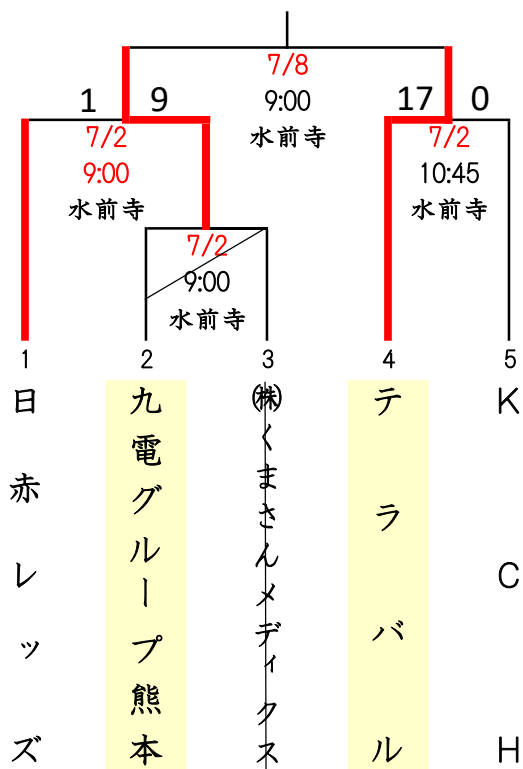 7/8
9:00
水前寺
1 9
7/2
9:00
水前寺
17 0
7/2
10:45
水前寺
7/2
9:00
水前寺
1
2
3
4
5
日赤レッズ
九電グループ熊本
㈱くまさんメディクス
テラバル
KCH